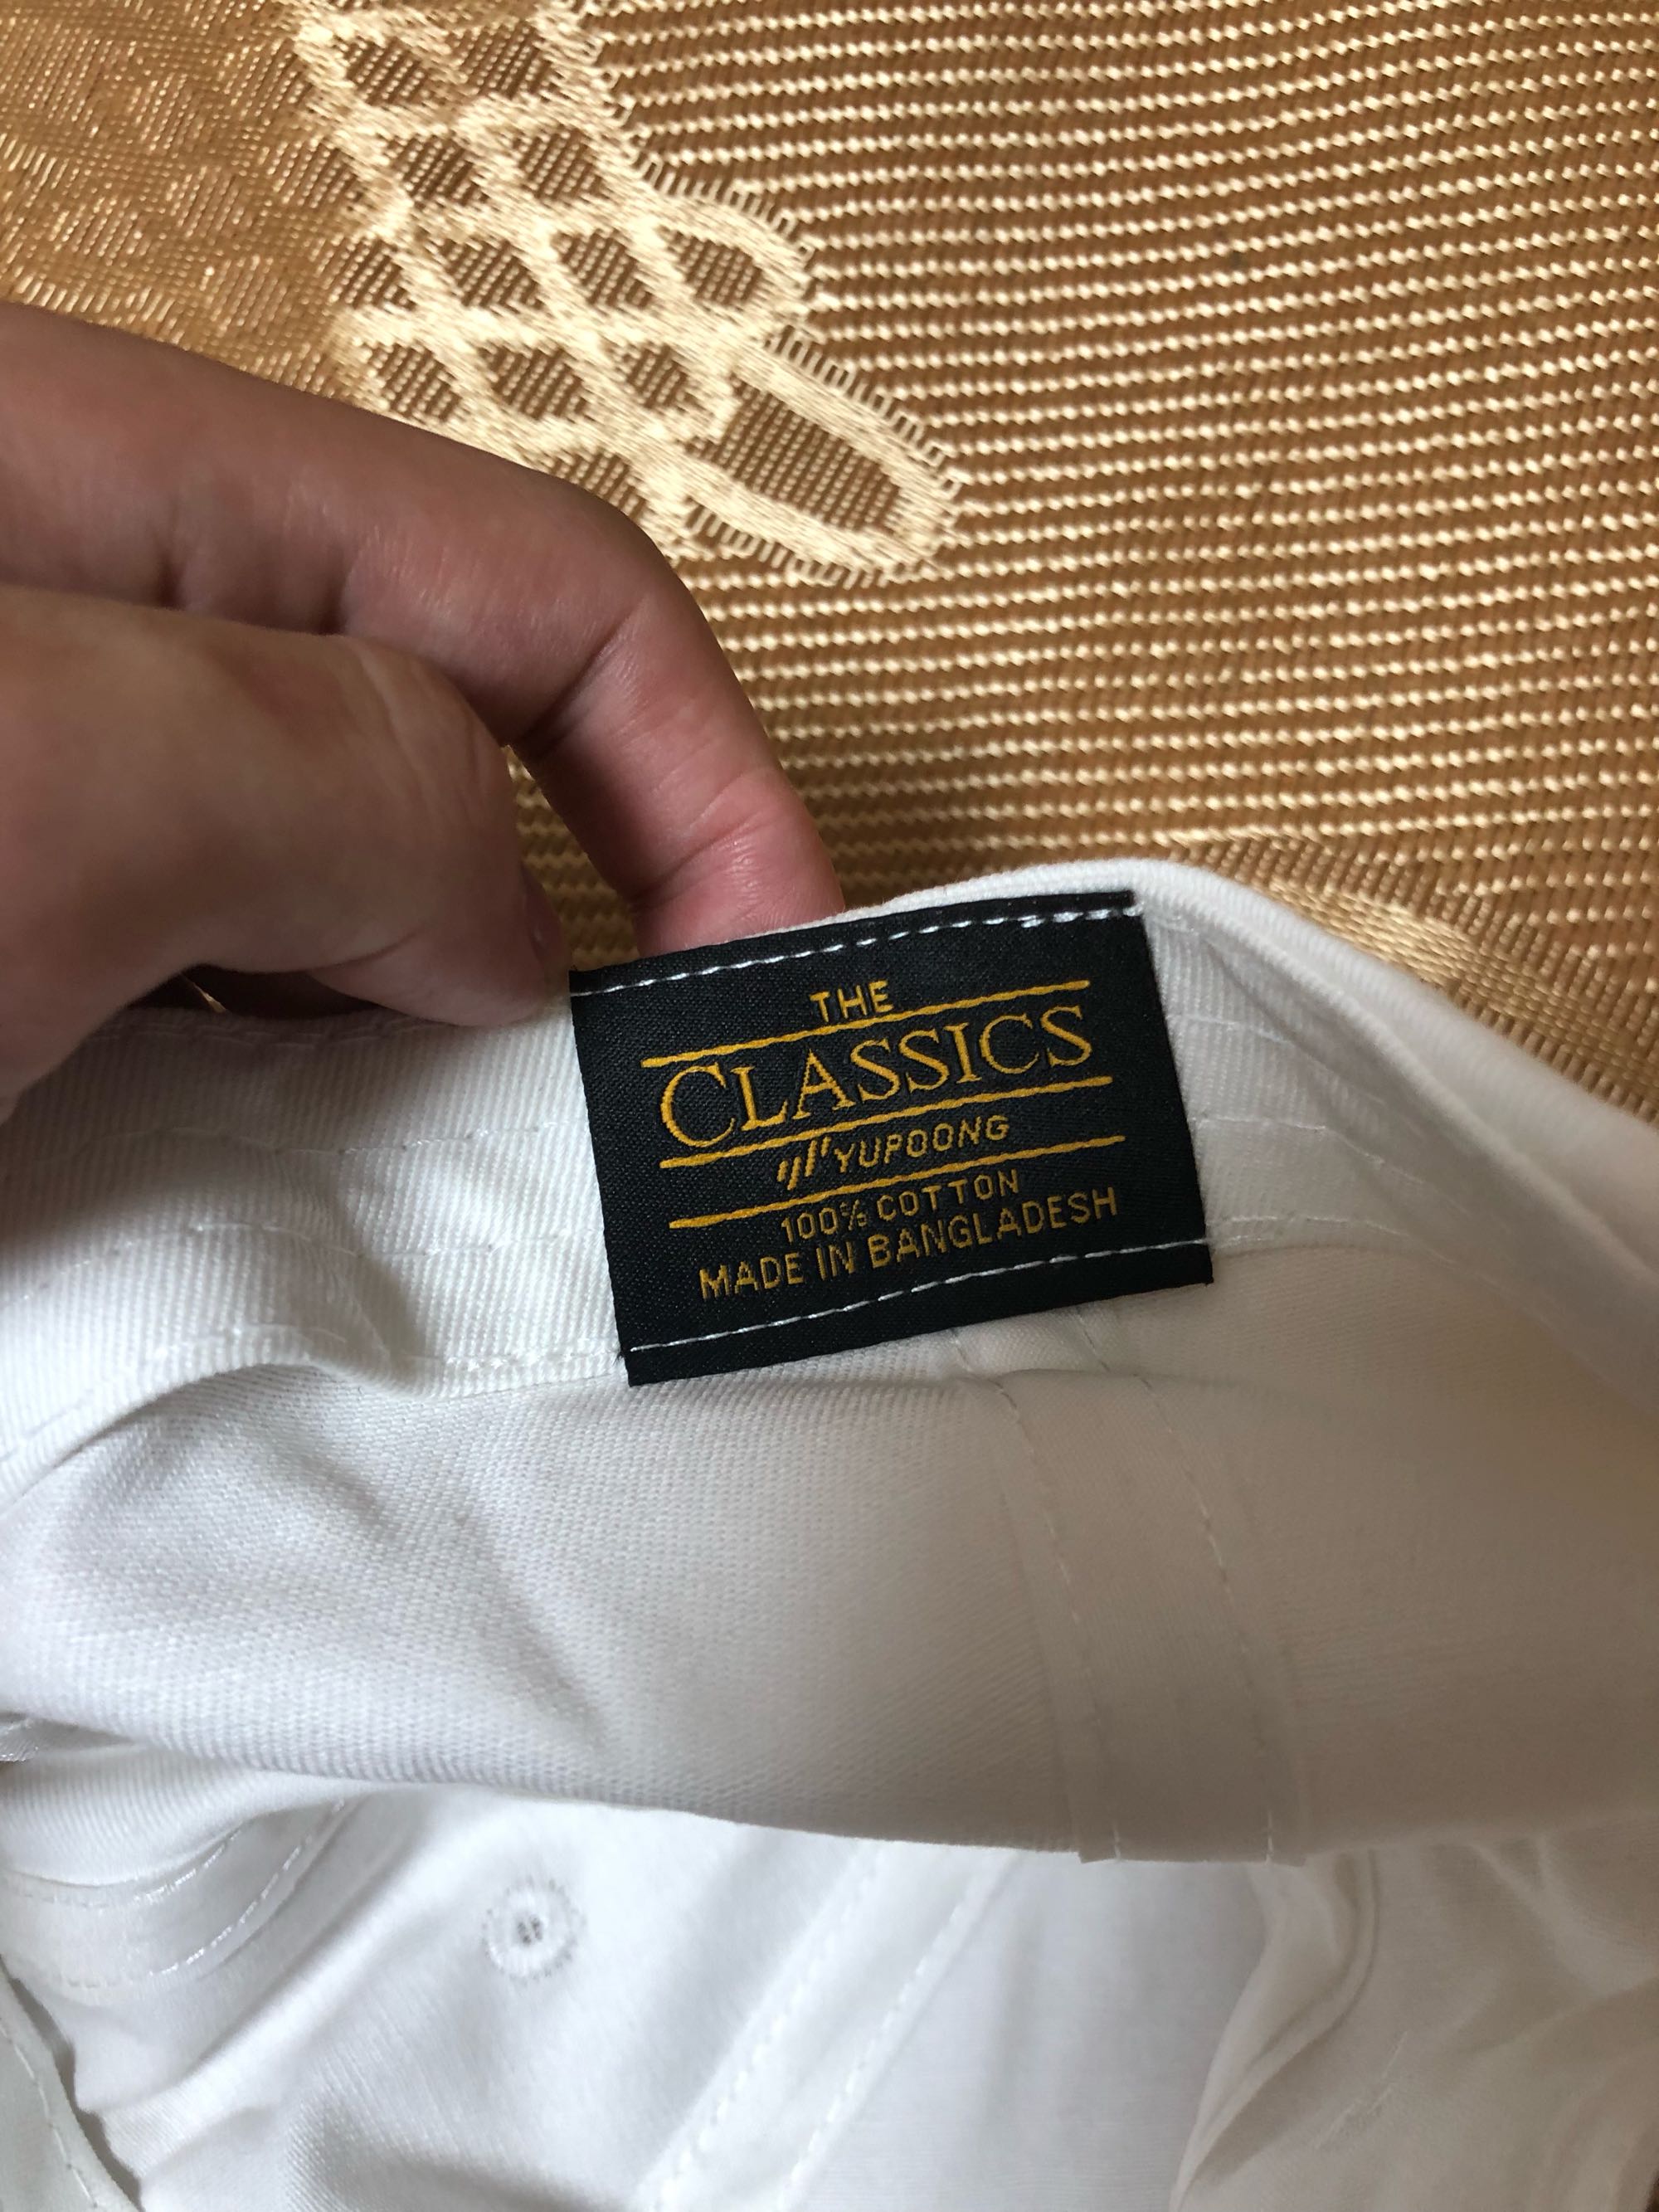 THE
CLASSICS
YUPOONG
100% COTTON
MADE IN BANGLADESH